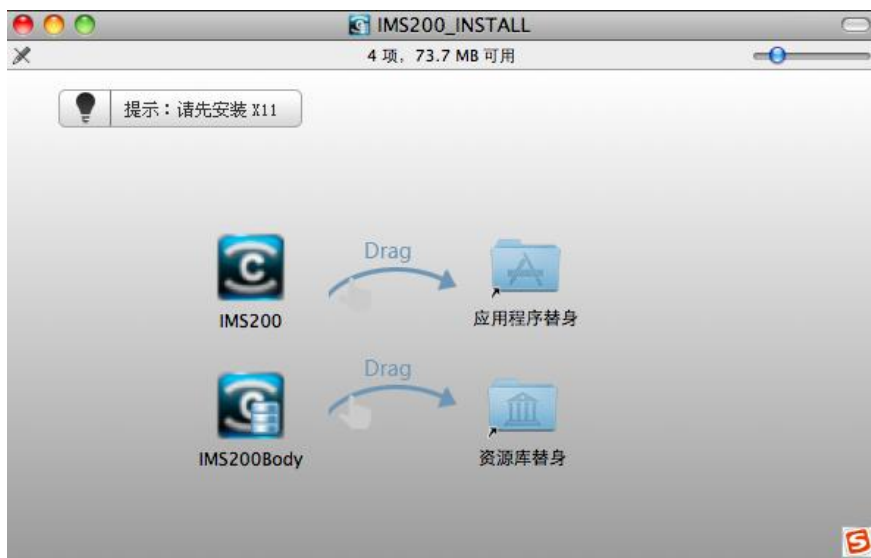 IMS200_INSTALL
4 项，73.7 MB 可用
提示：请先安装 X11
Drag
IMS200
应用程序替身
Drag
IMS200Body
资源库替身